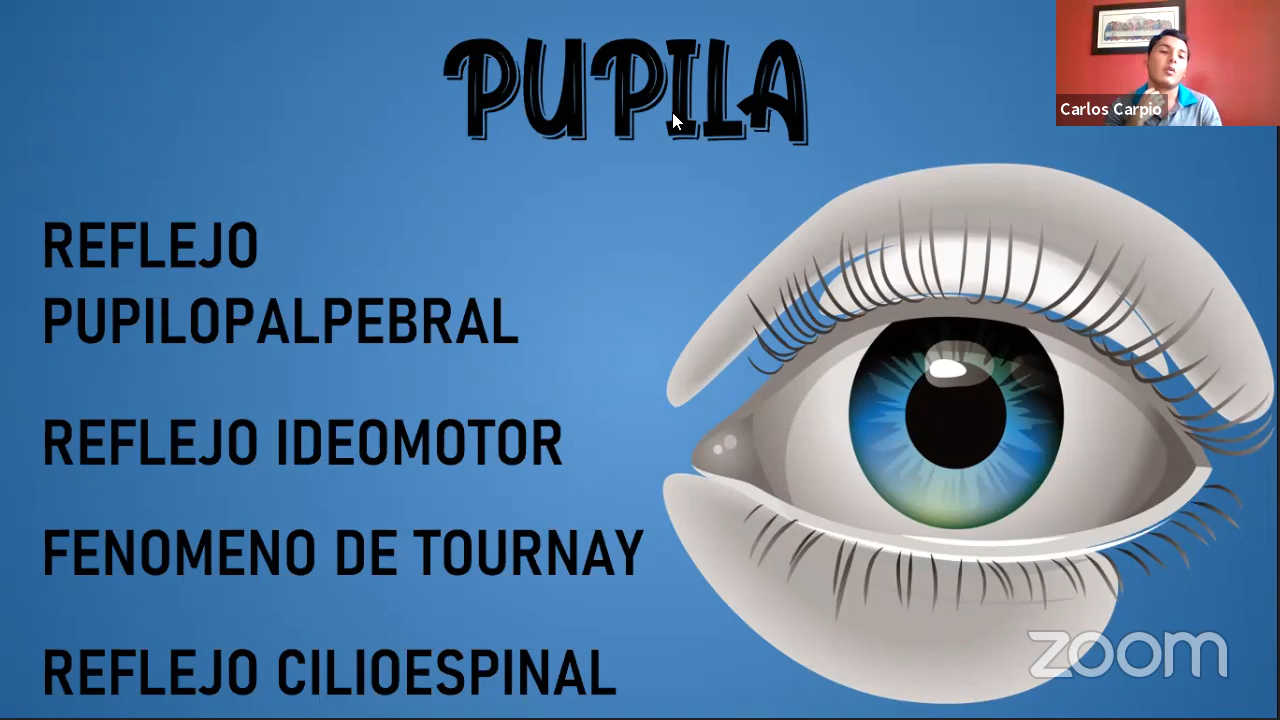 PUPILA
Carlos Carpio
REFLEJO
PUPILOPALPEBRAL
REFLEJO IDEOMOTOR
FENOMENO DE TOURNAY
REFLEJO CILIOESPINAL
zoom